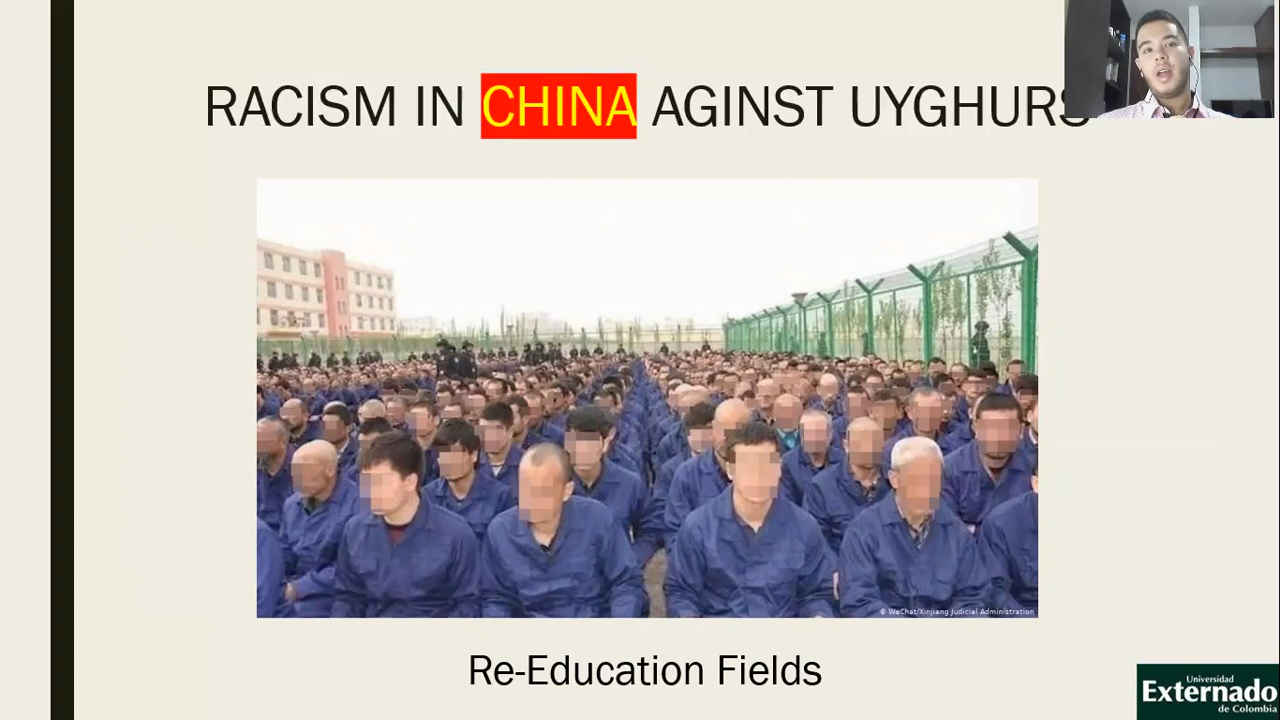 RACISM IN CHINA AGINST UYGHURS
© WeChat/Xinjiang Judicial Administration
Re-Education Fields
Universidad
Externado
de Colombia